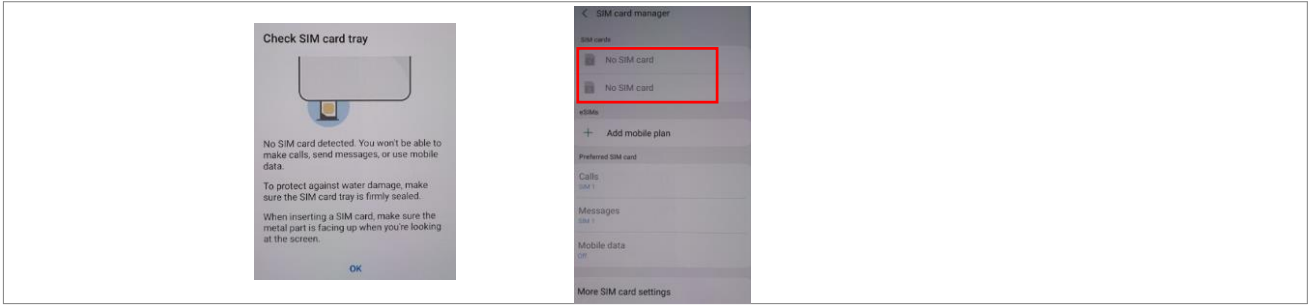 Check SIM card tray
No SIM card detected. You won't be able to
make calls, send messages, or use mobile
data.
To protect against water damage, make
sure the SIM card tray is firmly sealed.
When inserting a SIM card, make sure the
metal part is facing up when you're looking
at the screen.
OK
SIM card manager
SIM cards
No SIM card
No SIM card
eSIMs
Add mobile plan
Preferred SIM card
Calls
SIM 1
Messages
SIM 1
Mobile data
Off
More SIM card settings